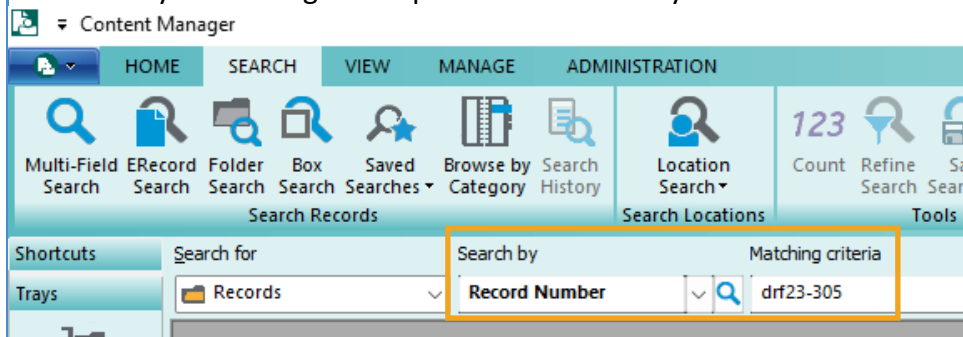 Content Manager
HOME SEARCH VIEW MANAGE ADMINISTRATION
Multi-Field Search
ERecord Search
Folder Search
Box Search
Saved Searches
Browse by Category
Search History
Location Search
123
Count
Refine Search
Search Records
Search Locations
Tools
Shortcuts
Search for
Search by
Matching criteria
Trays
Records
Record Number
drf23-305